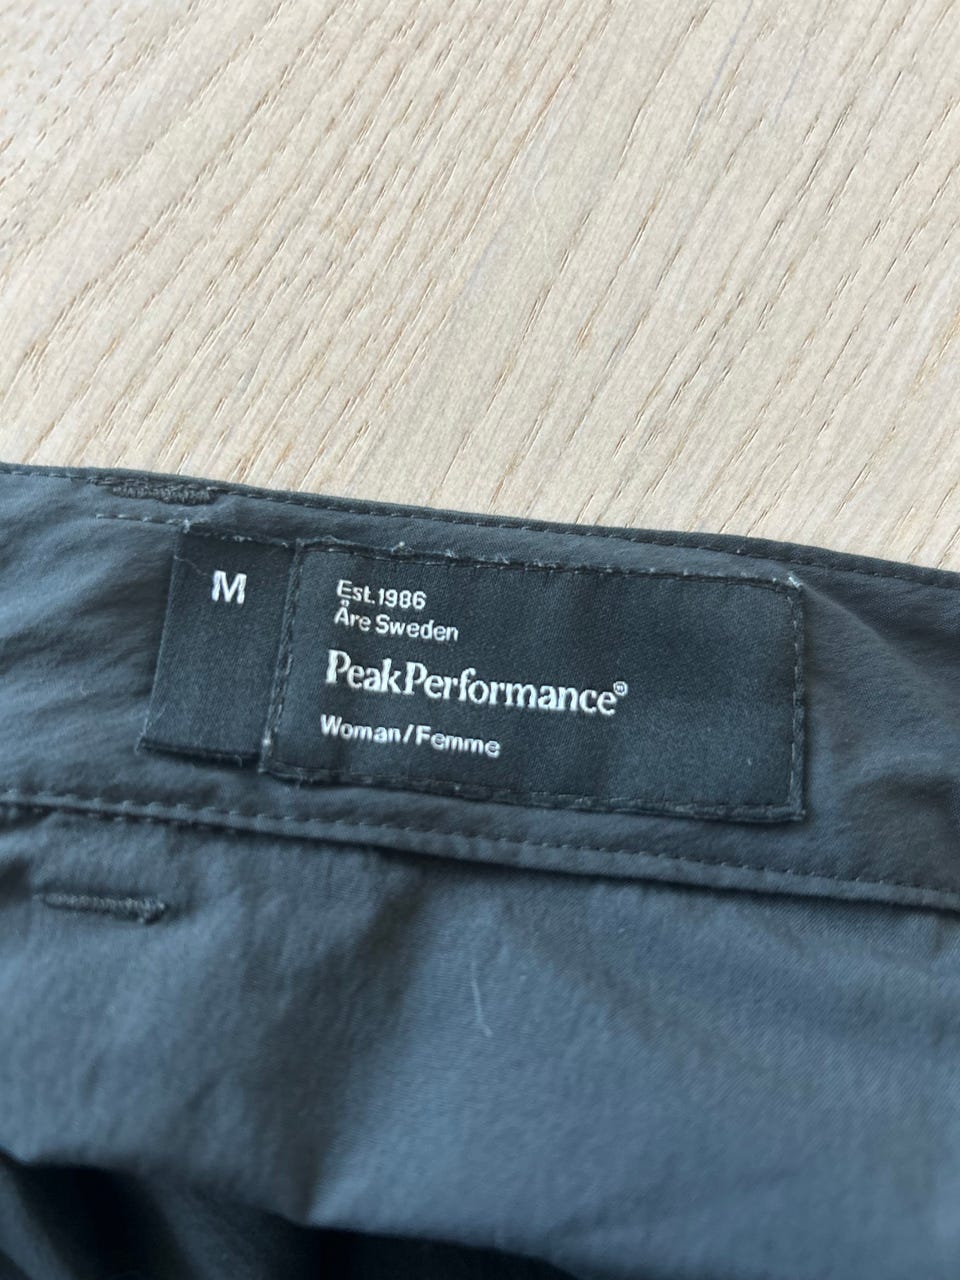 M
Est. 1986
Åre Sweden
PeakPerformance®
Woman/Femme